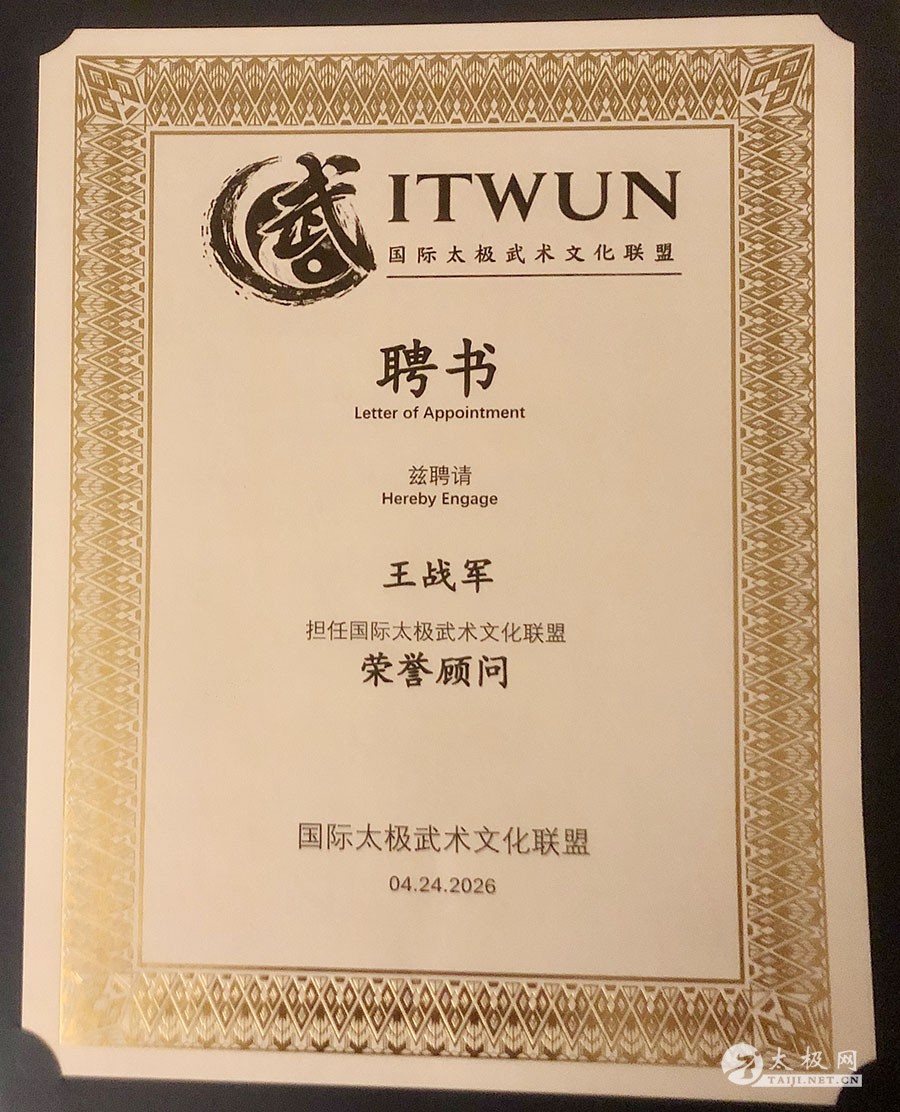 武
ITWUN
国际太极武术文化联盟
聘书
Letter of Appointment
兹聘请
Hereby Engage
王战军
担任国际太极武术文化联盟
荣誉顾问
国际太极武术文化联盟
04.24.2026
太极网
TAIJI.NET.CN